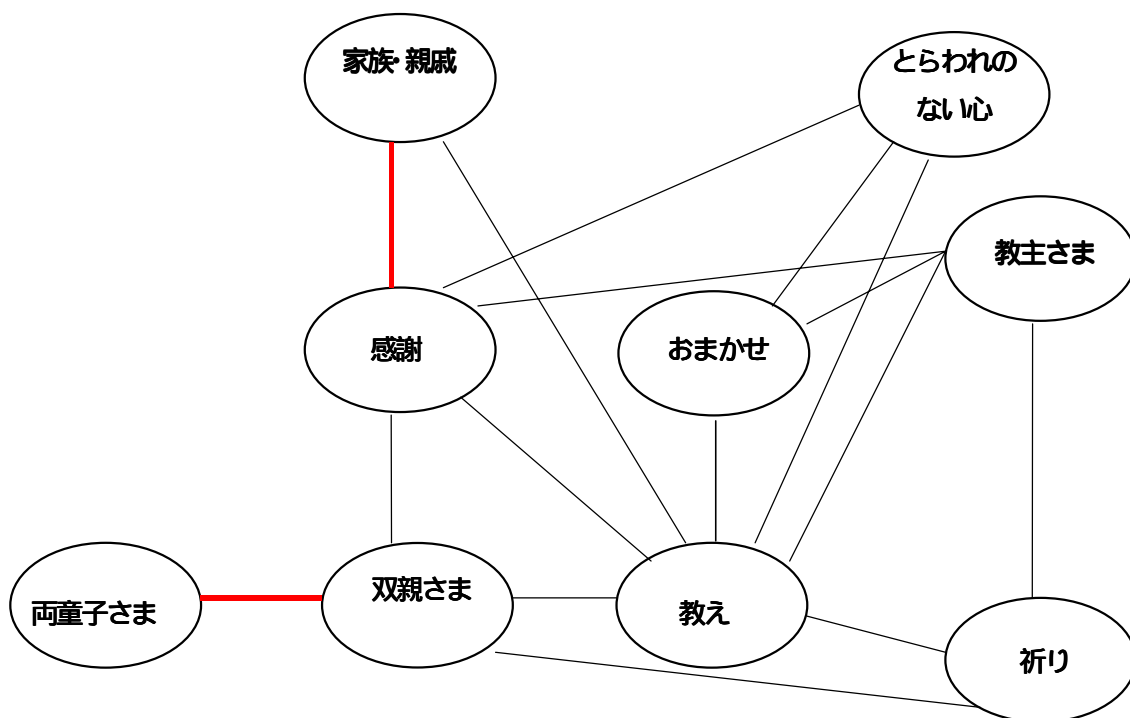 家族・親戚
とらわれの
ない心
教主さま
感謝
おまかせ
両童子さま
双親さま
教え
祈り